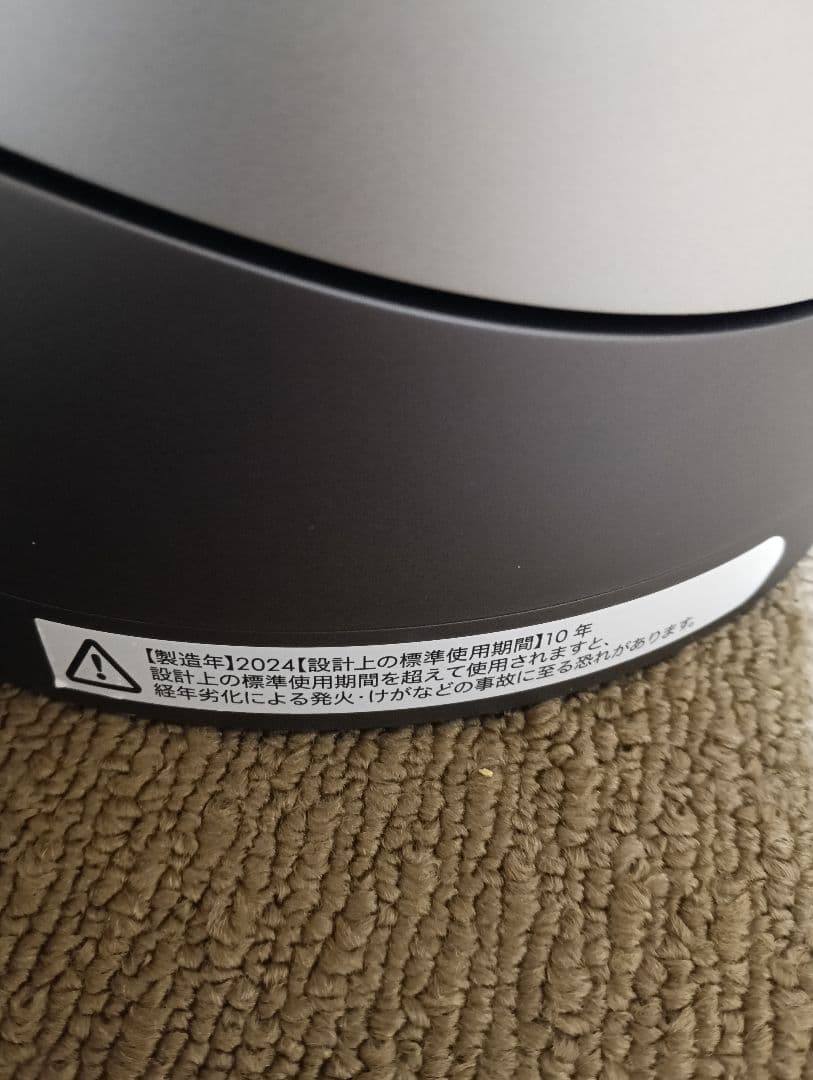 【製造年】2024【設計上の標準使用期間】10年
設計上の標準使用期間を超えて使用されますと、
経年劣化による発火・けがなどの事故に至る恐れがあります。